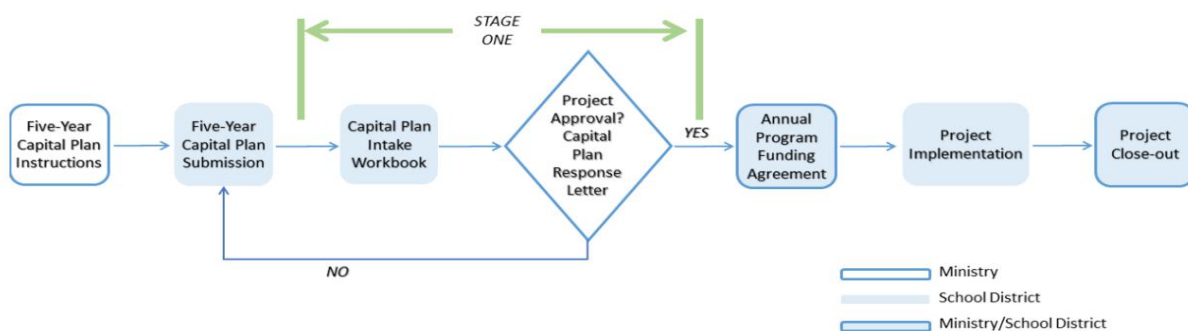 STAGE
ONE
Five-Year
Capital Plan
Instructions
Five-Year
Capital Plan
Submission
Capital Plan
Intake
Workbook
Project
Approval?
Capital
Plan
Response
Letter
YES
Annual
Program
Funding
Agreement
Project
Implementation
Project
Close-out
NO
Ministry
School District
Ministry/School District